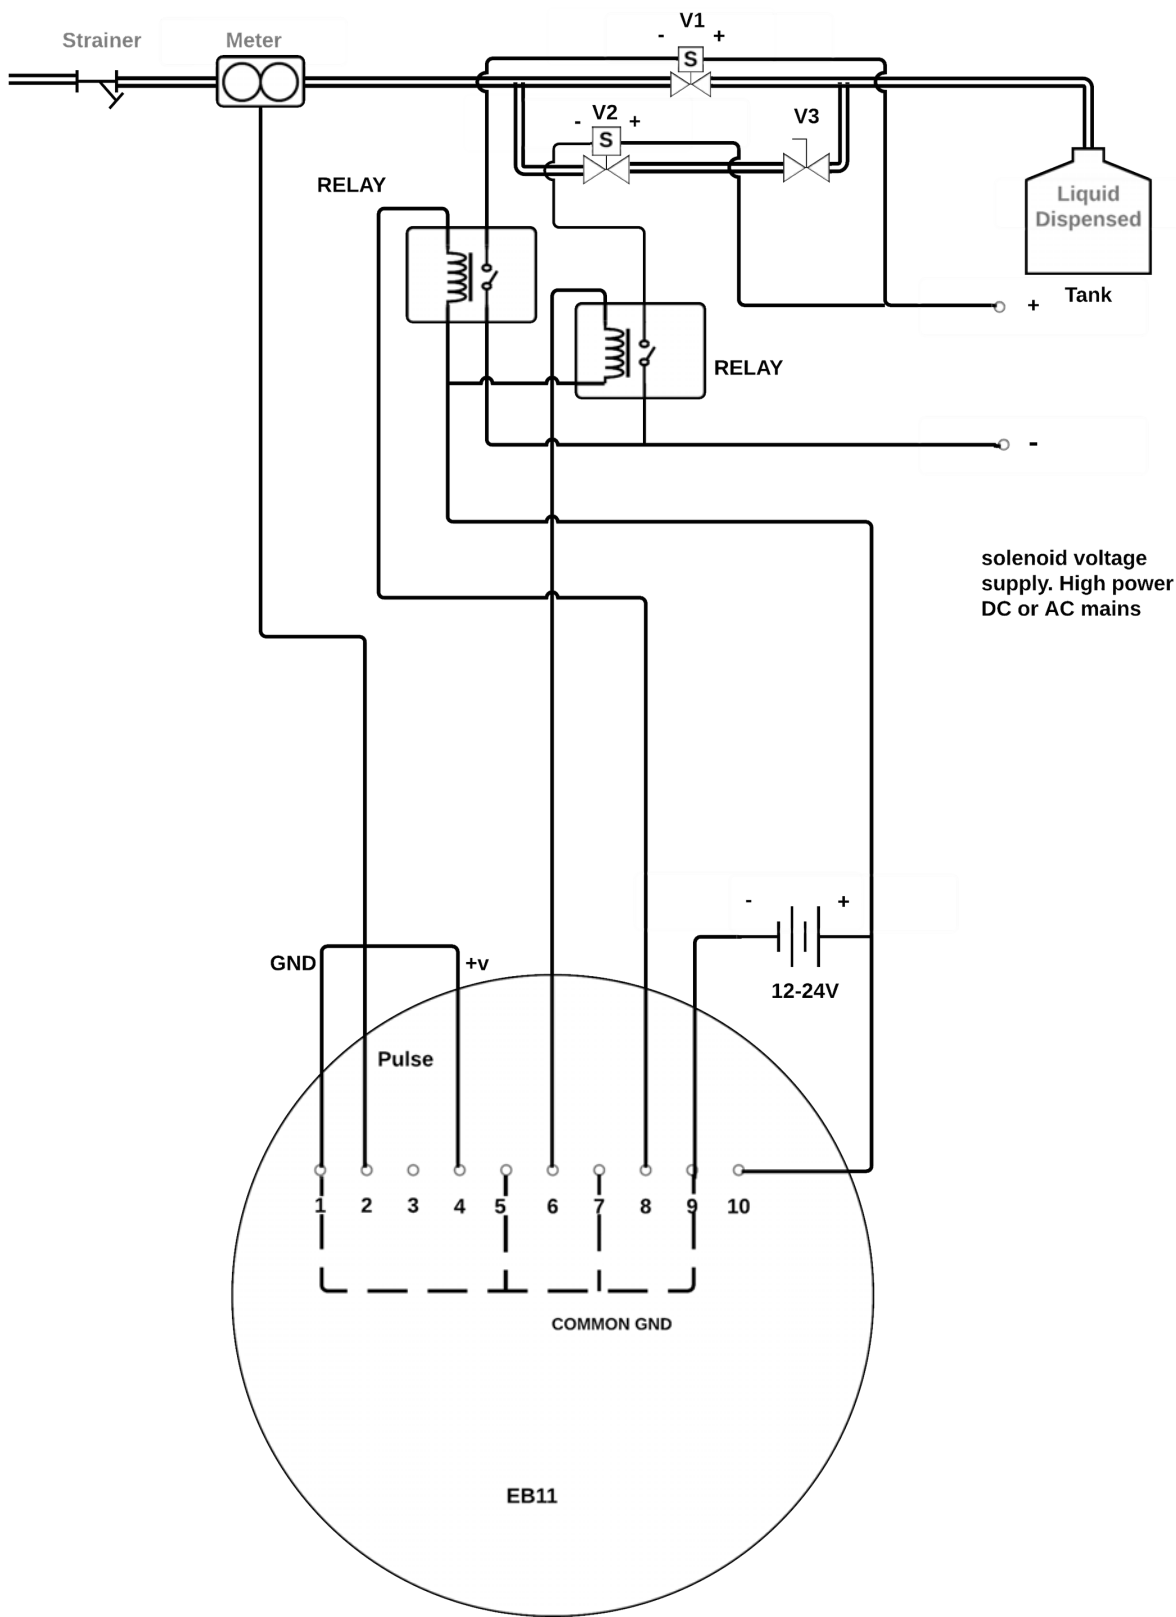 V1
- +
Strainer
Meter
S
V2
- +
S
V3
RELAY
Liquid
Dispensed
Tank
+
RELAY
-
solenoid voltage
supply. High power
DC or AC mains
- +
GND
+v
12-24V
Pulse
1 2 3 4 5 6 7 8 9 10
COMMON GND
EB11